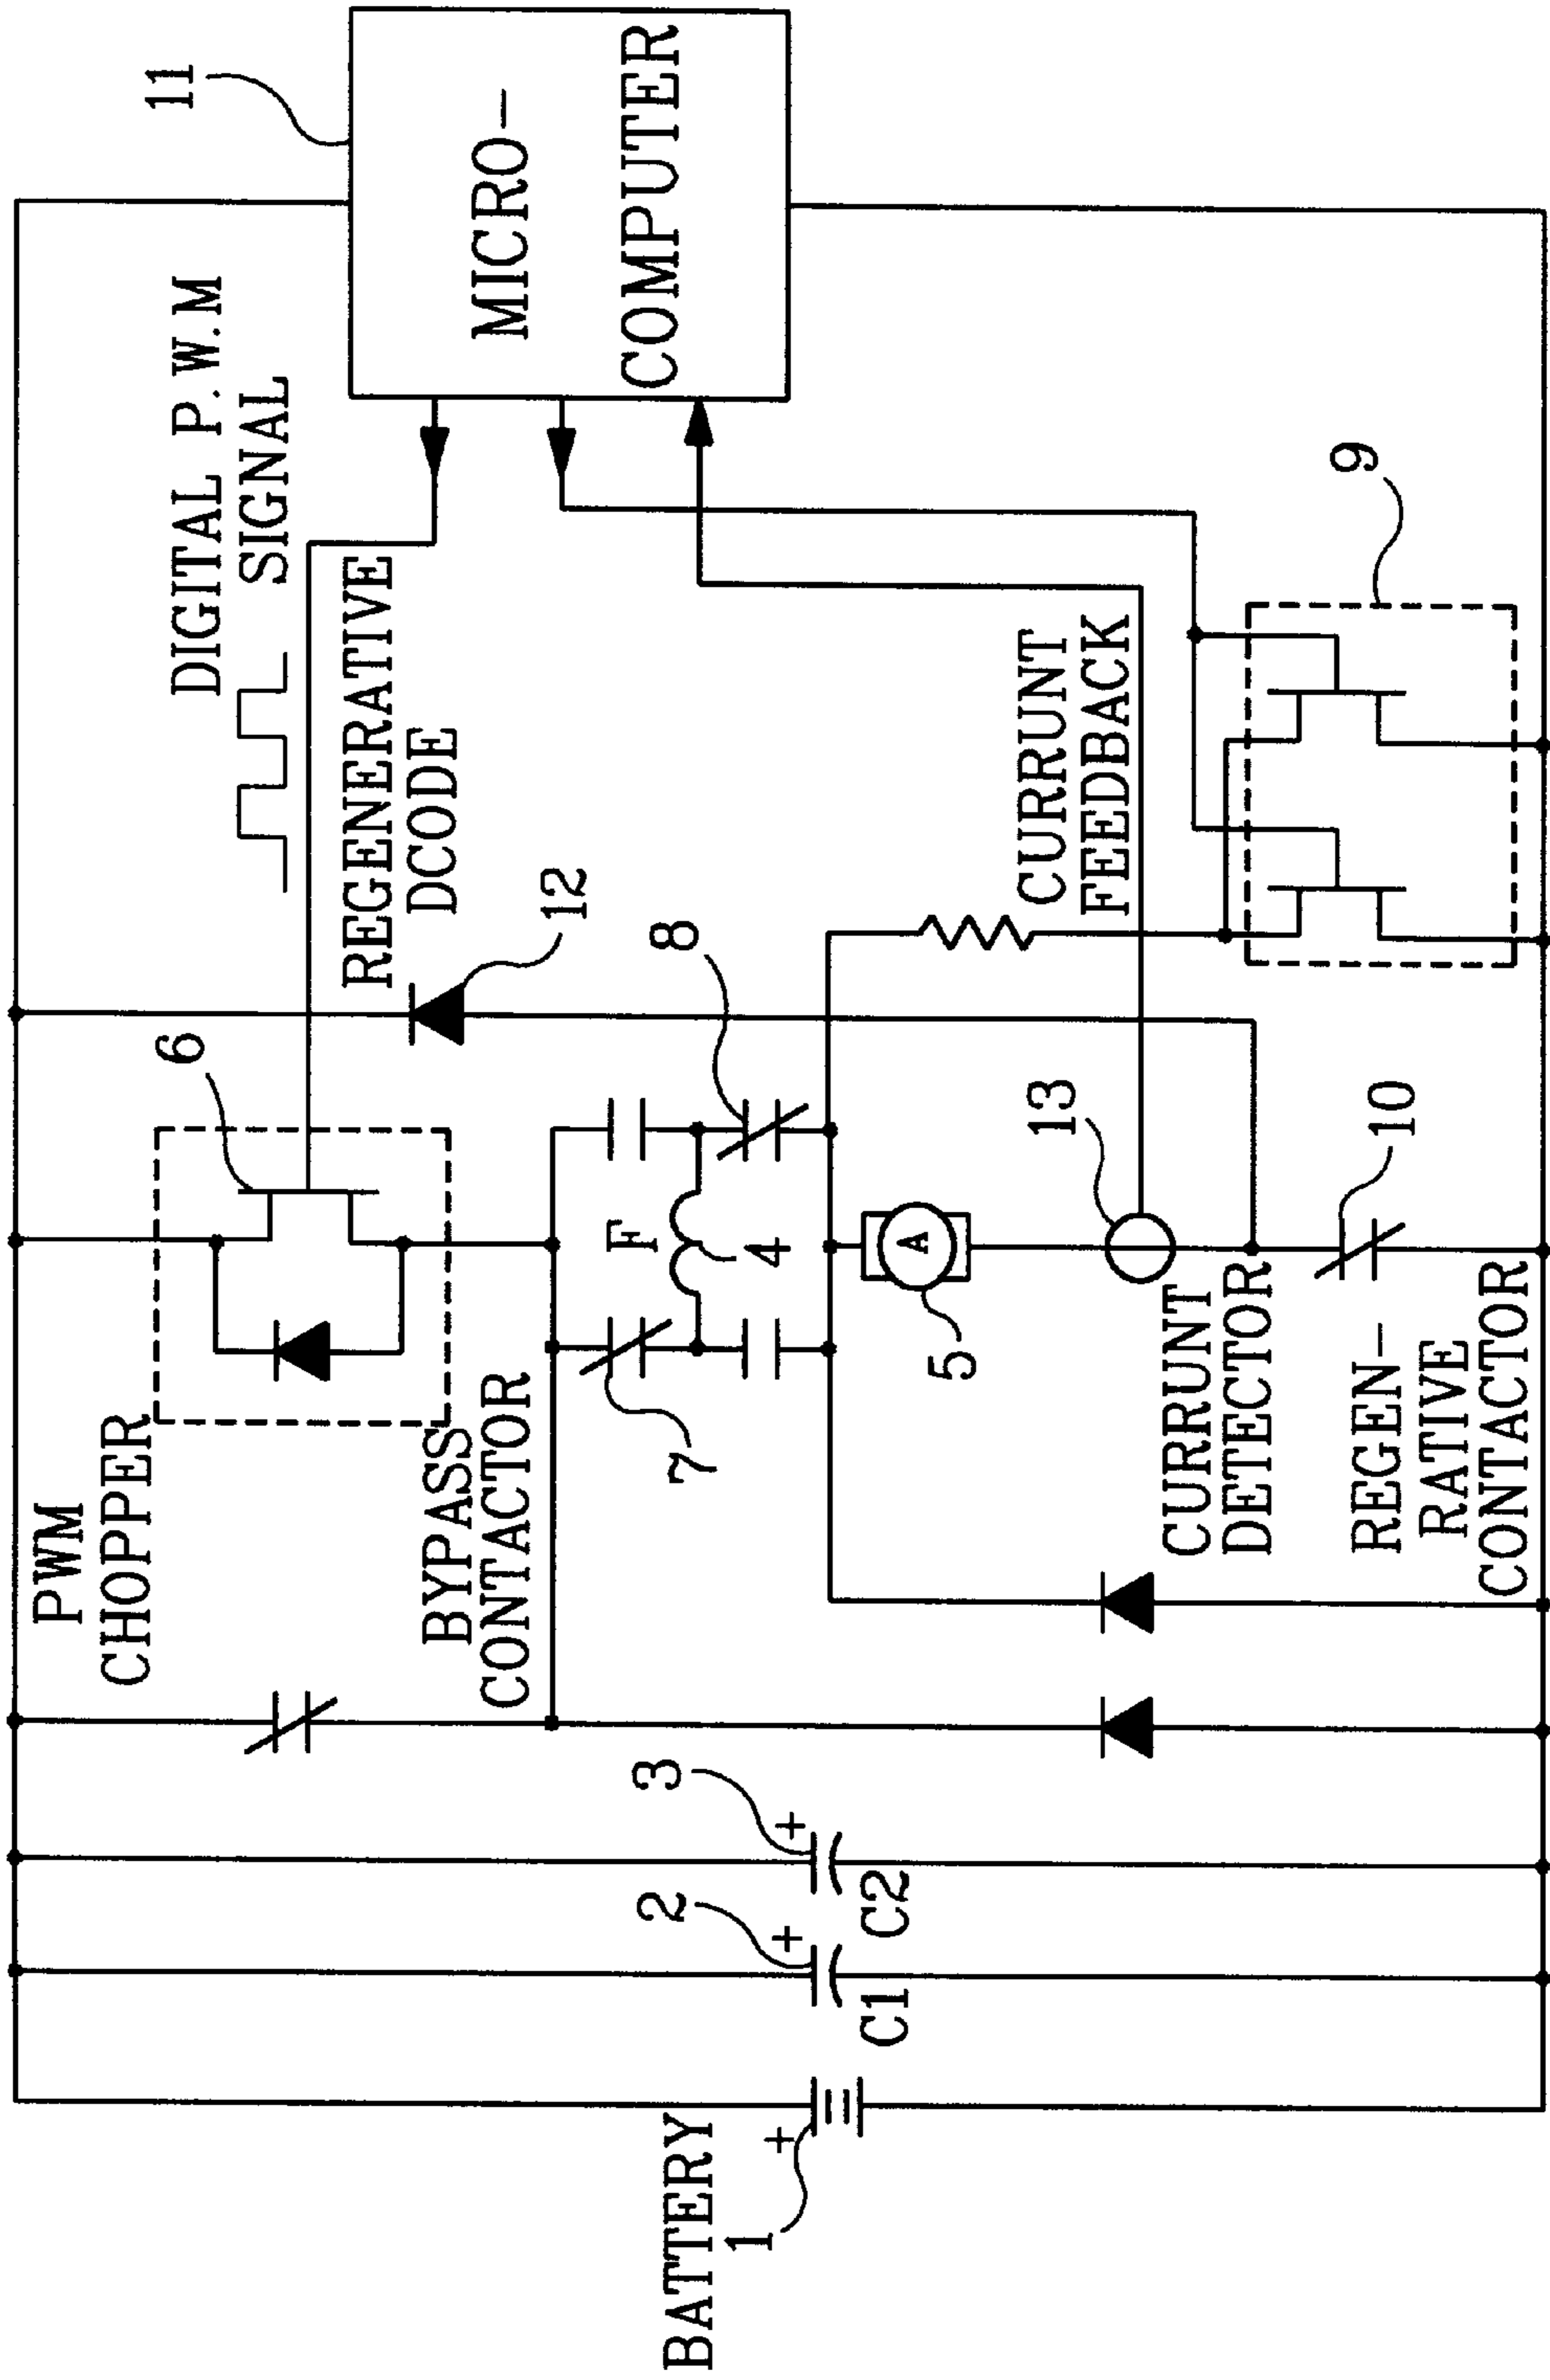 BATTERY
+
1
+
2
C1
+
3
C2
PWM
CHOPPER
BYPASS
CONTACTOR
6
7
F
4
8
A
5
CURRUNT
DETECTOR
13
REGEN-
RATIVE
CONTACTOR
10
DIGITAL P.W.M
SIGNAL
REGENERATIVE
DCODE
12
CURRUNT
FEEDBACK
9
11
MICRO-
COMPUTER